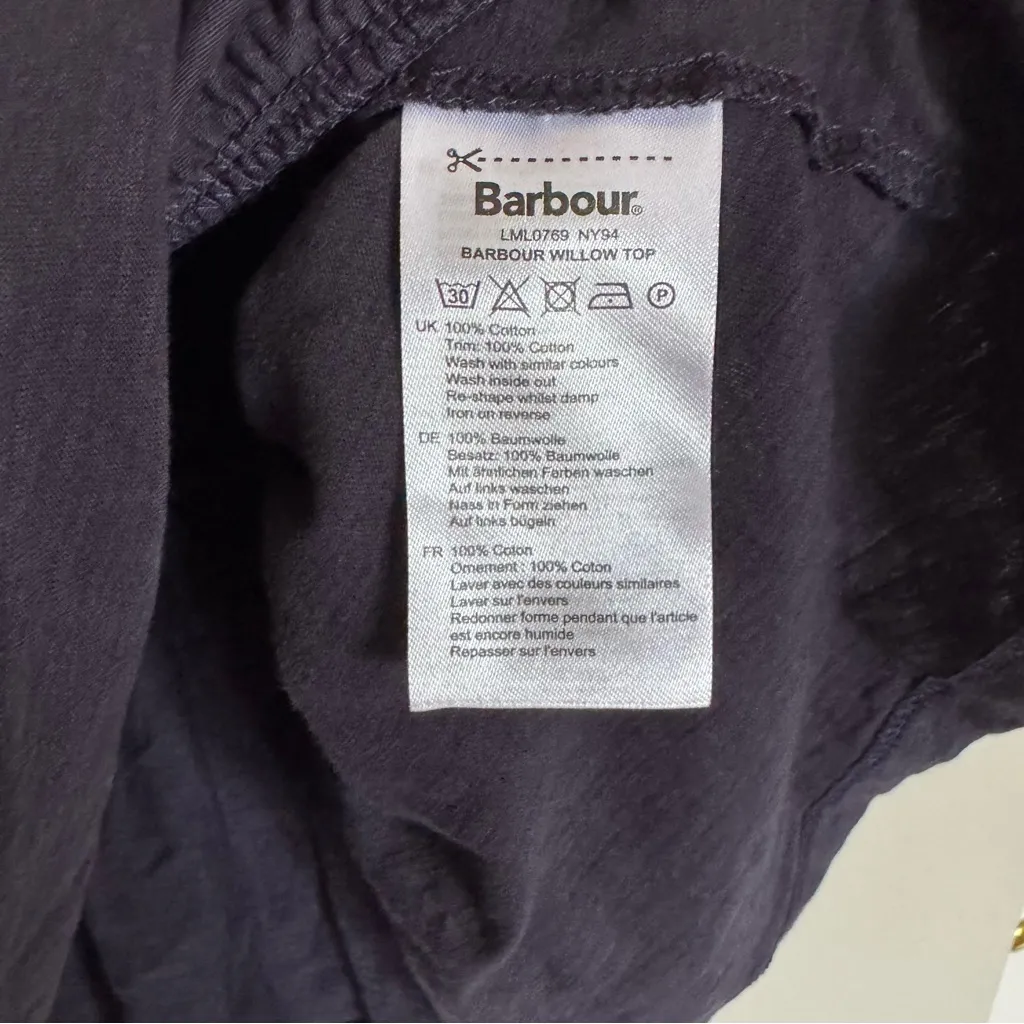 Barbour®
LML0769 NY94
BARBOUR WILLOW TOP
30 P
UK 100% Cotton
Trim: 100% Cotton
Wash with similar colours
Wash inside out
Re-shape whilst damp
Iron on reverse
DE 100% Baumwolle
Besatz: 100% Baumwolle
Mit ähnlichen Farben waschen
Auf links waschen
Nass in Form ziehen
Auf links bügeln
FR 100% Coton
Ornement : 100% Coton
Laver avec des couleurs similaires
Laver sur l'envers
Redonner forme pendant que l'article
est encore humide
Repasser sur l'envers